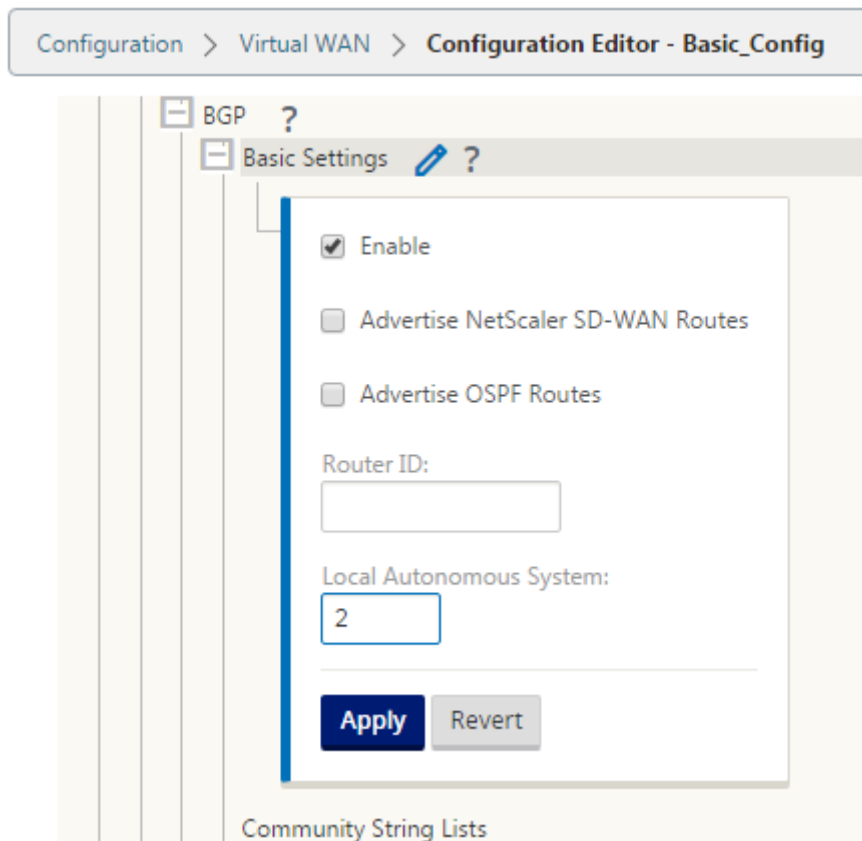 Configuration > Virtual WAN > Configuration Editor - Basic_Config
BGP ?
Basic Settings ?
Enable
Advertise NetScaler SD-WAN Routes
Advertise OSPF Routes
Router ID:
Local Autonomous System:
2
Apply Revert
Community String Lists